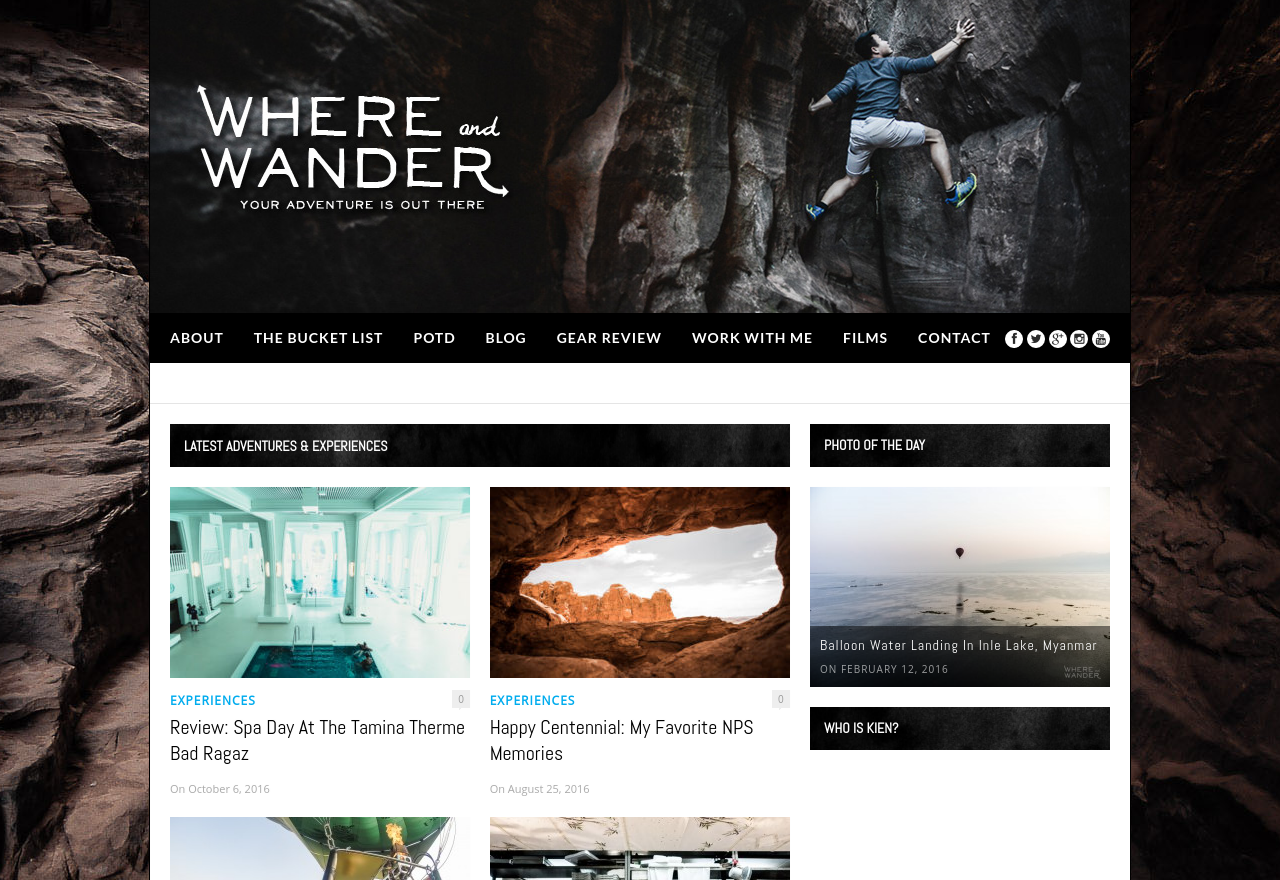 WHERE and
WANDER
YOUR ADVENTURE IS OUT THERE
ABOUT THE BUCKET LIST POTD BLOG GEAR REVIEW WORK WITH ME FILMS CONTACT
LATEST ADVENTURES & EXPERIENCES
EXPERIENCES 0
Review: Spa Day At The Tamina Therme
Bad Ragaz
On October 6, 2016
EXPERIENCES 0
Happy Centennial: My Favorite NPS
Memories
On August 25, 2016
PHOTO OF THE DAY
Balloon Water Landing In Inle Lake, Myanmar
ON FEBRUARY 12, 2016
WHERE and
WANDER
WHO IS KIEN?